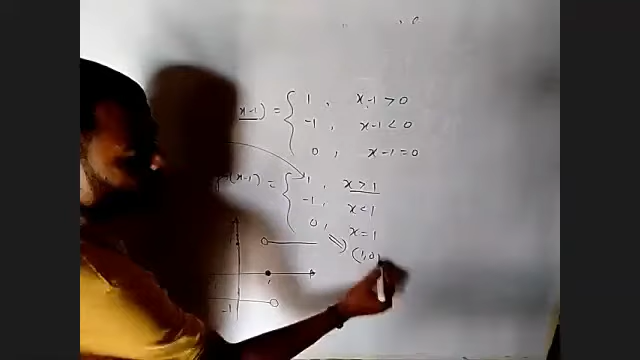 x-1) = { 1 , x-1 > 0
-1 , x-1 < 0
0 , x-1 = 0
(x-1) = { 1 , x > 1
-1 , x < 1
0 , x = 1
(1,0)
1
-1